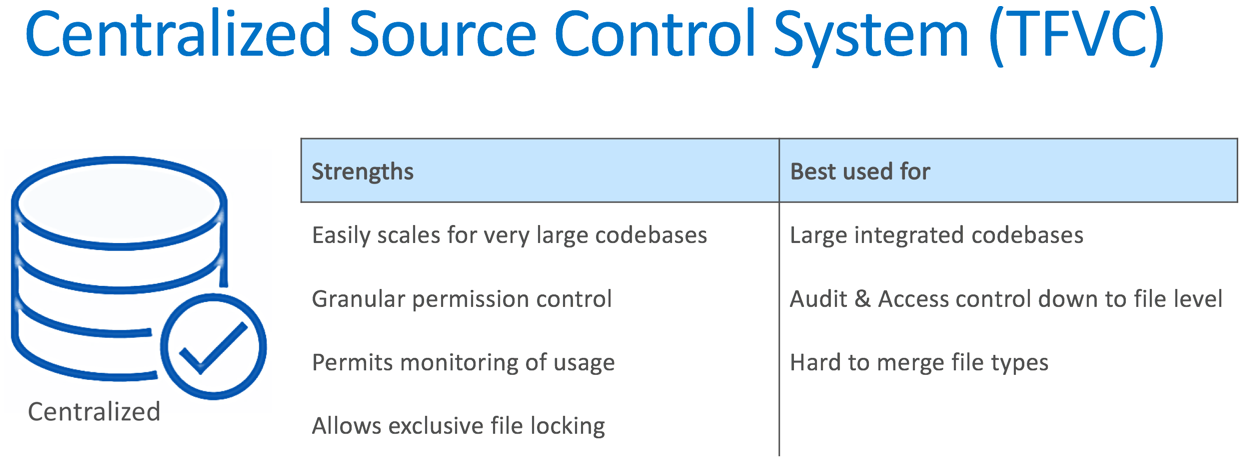 Centralized Source Control System (TFVC)
Strengths
Best used for
Easily scales for very large codebases
Large integrated codebases
Granular permission control
Audit & Access control down to file level
Permits monitoring of usage
Hard to merge file types
Allows exclusive file locking
Centralized